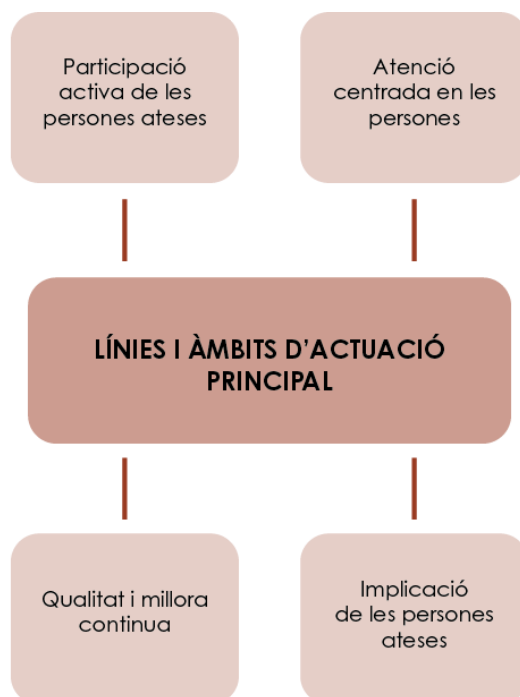 Participació
activa de les
persones ateses
Atenció
centrada en les
persones
LÍNIES I ÀMBITS D'ACTUACIÓ
PRINCIPAL
Qualitat i millora
continua
Implicació
de les persones
ateses